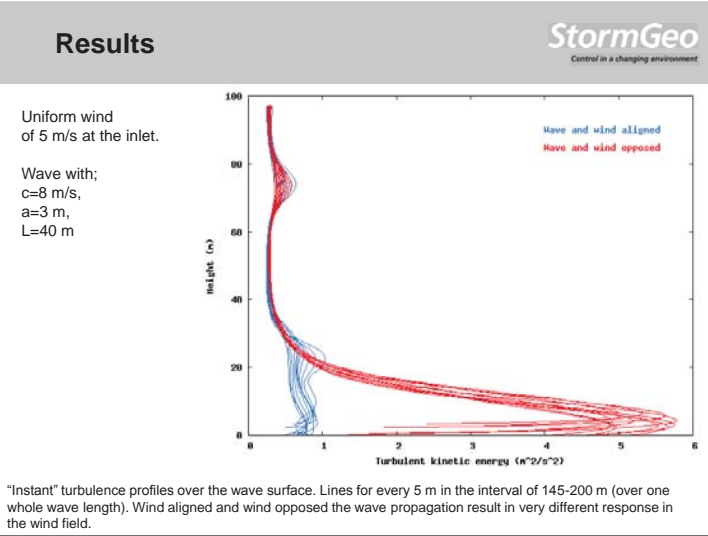 Results
StormGeo
Control in a changing environment
Uniform wind
of 5 m/s at the inlet.
Wave with;
c=8 m/s,
a=3 m,
L=40 m
Wave and wind aligned
Wave and wind opposed
100
80
60
40
20
0
Height (m)
0 1 2 3 4 5 6
Turbulent kinetic energy (m^2/s^2)
“Instant” turbulence profiles over the wave surface. Lines for every 5 m in the interval of 145-200 m (over one
whole wave length). Wind aligned and wind opposed the wave propagation result in very different response in
the wind field.